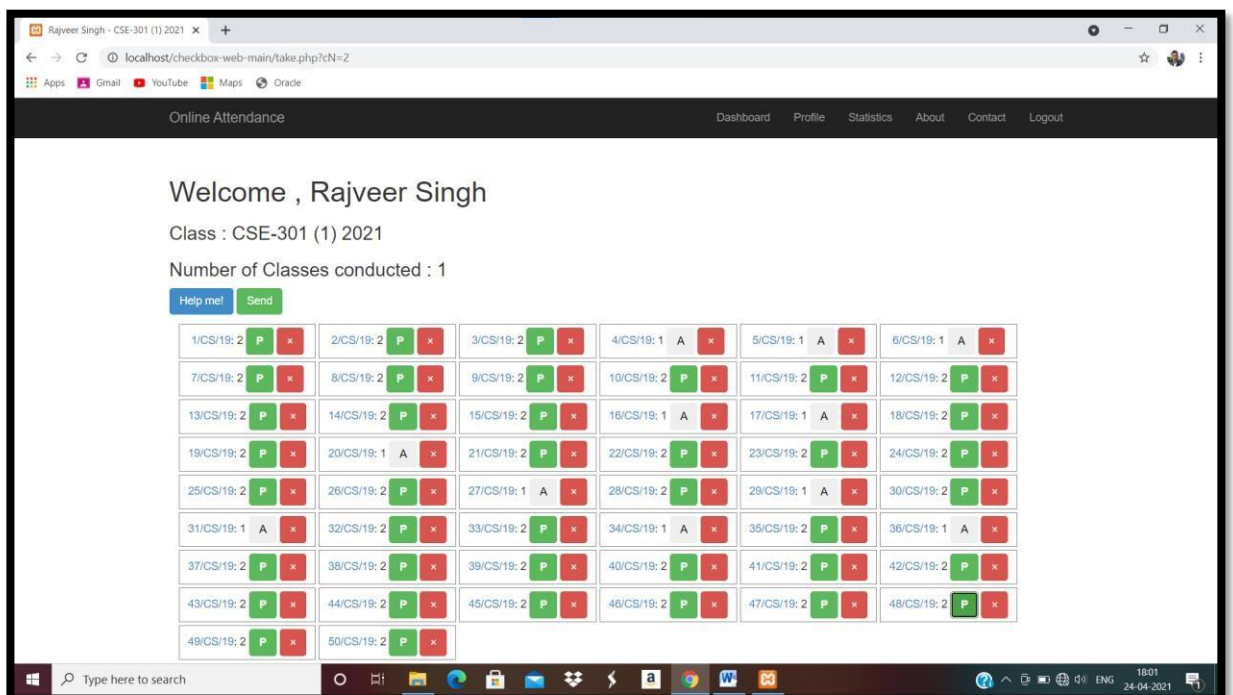 Rajveer Singh - CSE-301 (1) 2021 × +
localhost/checkbox-web-main/take.php?cN=2
Apps Gmail YouTube Maps Oracle
Online Attendance Dashboard Profile Statistics About Contact Logout
Welcome , Rajveer Singh
Class : CSE-301 (1) 2021
Number of Classes conducted : 1
Help me! Send
1/CS/19: 2 P × 2/CS/19: 2 P × 3/CS/19: 2 P × 4/CS/19: 1 A × 5/CS/19: 1 A × 6/CS/19: 1 A ×
7/CS/19: 2 P × 8/CS/19: 2 P × 9/CS/19: 2 P × 10/CS/19: 2 P × 11/CS/19: 2 P × 12/CS/19: 2 P ×
13/CS/19: 2 P × 14/CS/19: 2 P × 15/CS/19: 2 P × 16/CS/19: 1 A × 17/CS/19: 1 A × 18/CS/19: 2 P ×
19/CS/19: 2 P × 20/CS/19: 1 A × 21/CS/19: 2 P × 22/CS/19: 2 P × 23/CS/19: 2 P × 24/CS/19: 2 P ×
25/CS/19: 2 P × 26/CS/19: 2 P × 27/CS/19: 1 A × 28/CS/19: 2 P × 29/CS/19: 1 A × 30/CS/19: 2 P ×
31/CS/19: 1 A × 32/CS/19: 2 P × 33/CS/19: 2 P × 34/CS/19: 1 A × 35/CS/19: 2 P × 36/CS/19: 1 A ×
37/CS/19: 2 P × 38/CS/19: 2 P × 39/CS/19: 2 P × 40/CS/19: 2 P × 41/CS/19: 2 P × 42/CS/19: 2 P ×
43/CS/19: 2 P × 44/CS/19: 2 P × 45/CS/19: 2 P × 46/CS/19: 2 P × 47/CS/19: 2 P × 48/CS/19: 2 P ×
49/CS/19: 2 P × 50/CS/19: 2 P ×
Type here to search ENG 18:01
24-04-2021